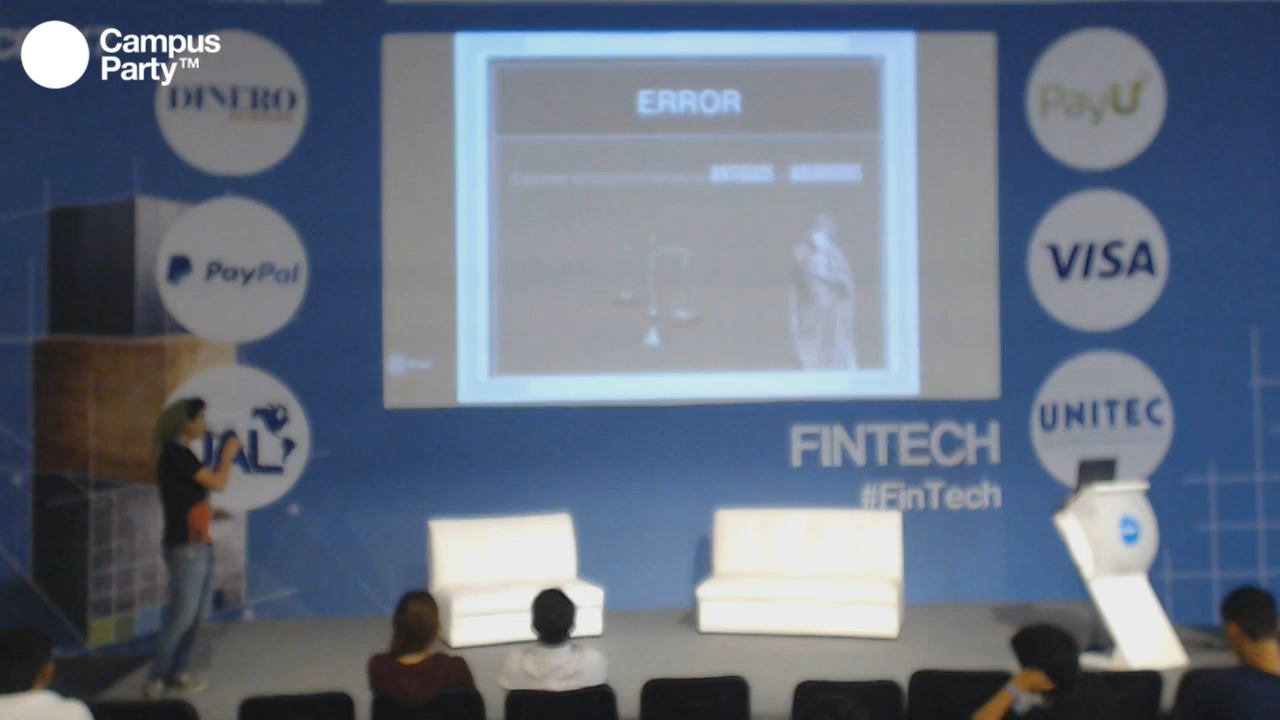 Campus
Party™
DINERO
PayPal
ERROR
PayU
VISA
UNITEC
FINTECH
#FinTech